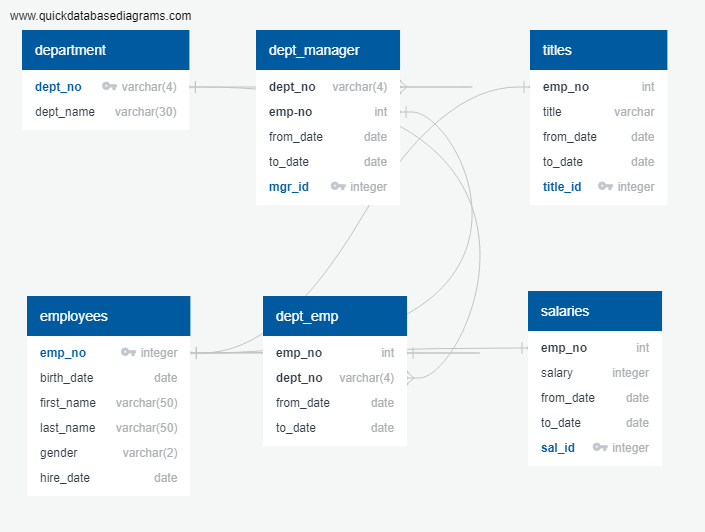 www.quickdatabasediagrams.com
department
dept_no varchar(4)
dept_name varchar(30)
dept_manager
dept_no varchar(4)
emp-no int
from_date date
to_date date
mgr_id integer
titles
emp_no int
title varchar
from_date date
to_date date
title_id integer
employees
emp_no integer
birth_date date
first_name varchar(50)
last_name varchar(50)
gender varchar(2)
hire_date date
dept_emp
emp_no int
dept_no varchar(4)
from_date date
to_date date
salaries
emp_no int
salary integer
from_date date
to_date date
sal_id integer